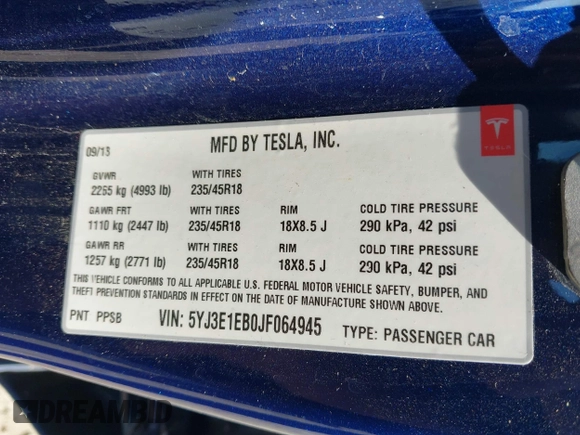 09/18
MFD BY TESLA, INC.
TESLA
GVWR
2265 kg (4993 lb)
WITH TIRES
235/45R18
GAWR FRT
1110 kg (2447 lb)
WITH TIRES
235/45R18
RIM
18X8.5 J
COLD TIRE PRESSURE
290 kPa, 42 psi
GAWR RR
1257 kg (2771 lb)
WITH TIRES
235/45R18
RIM
18X8.5 J
COLD TIRE PRESSURE
290 kPa, 42 psi
THIS VEHICLE CONFORMS TO ALL APPLICABLE U.S. FEDERAL MOTOR VEHICLE SAFETY, BUMPER, AND
THEFT PREVENTION STANDARDS IN EFFECT ON THE DATE OF MANUFACTURE SHOWN ABOVE.
PNT PPSB
VIN: 5YJ3E1EB0JF064945
TYPE: PASSENGER CAR
DREAMBID